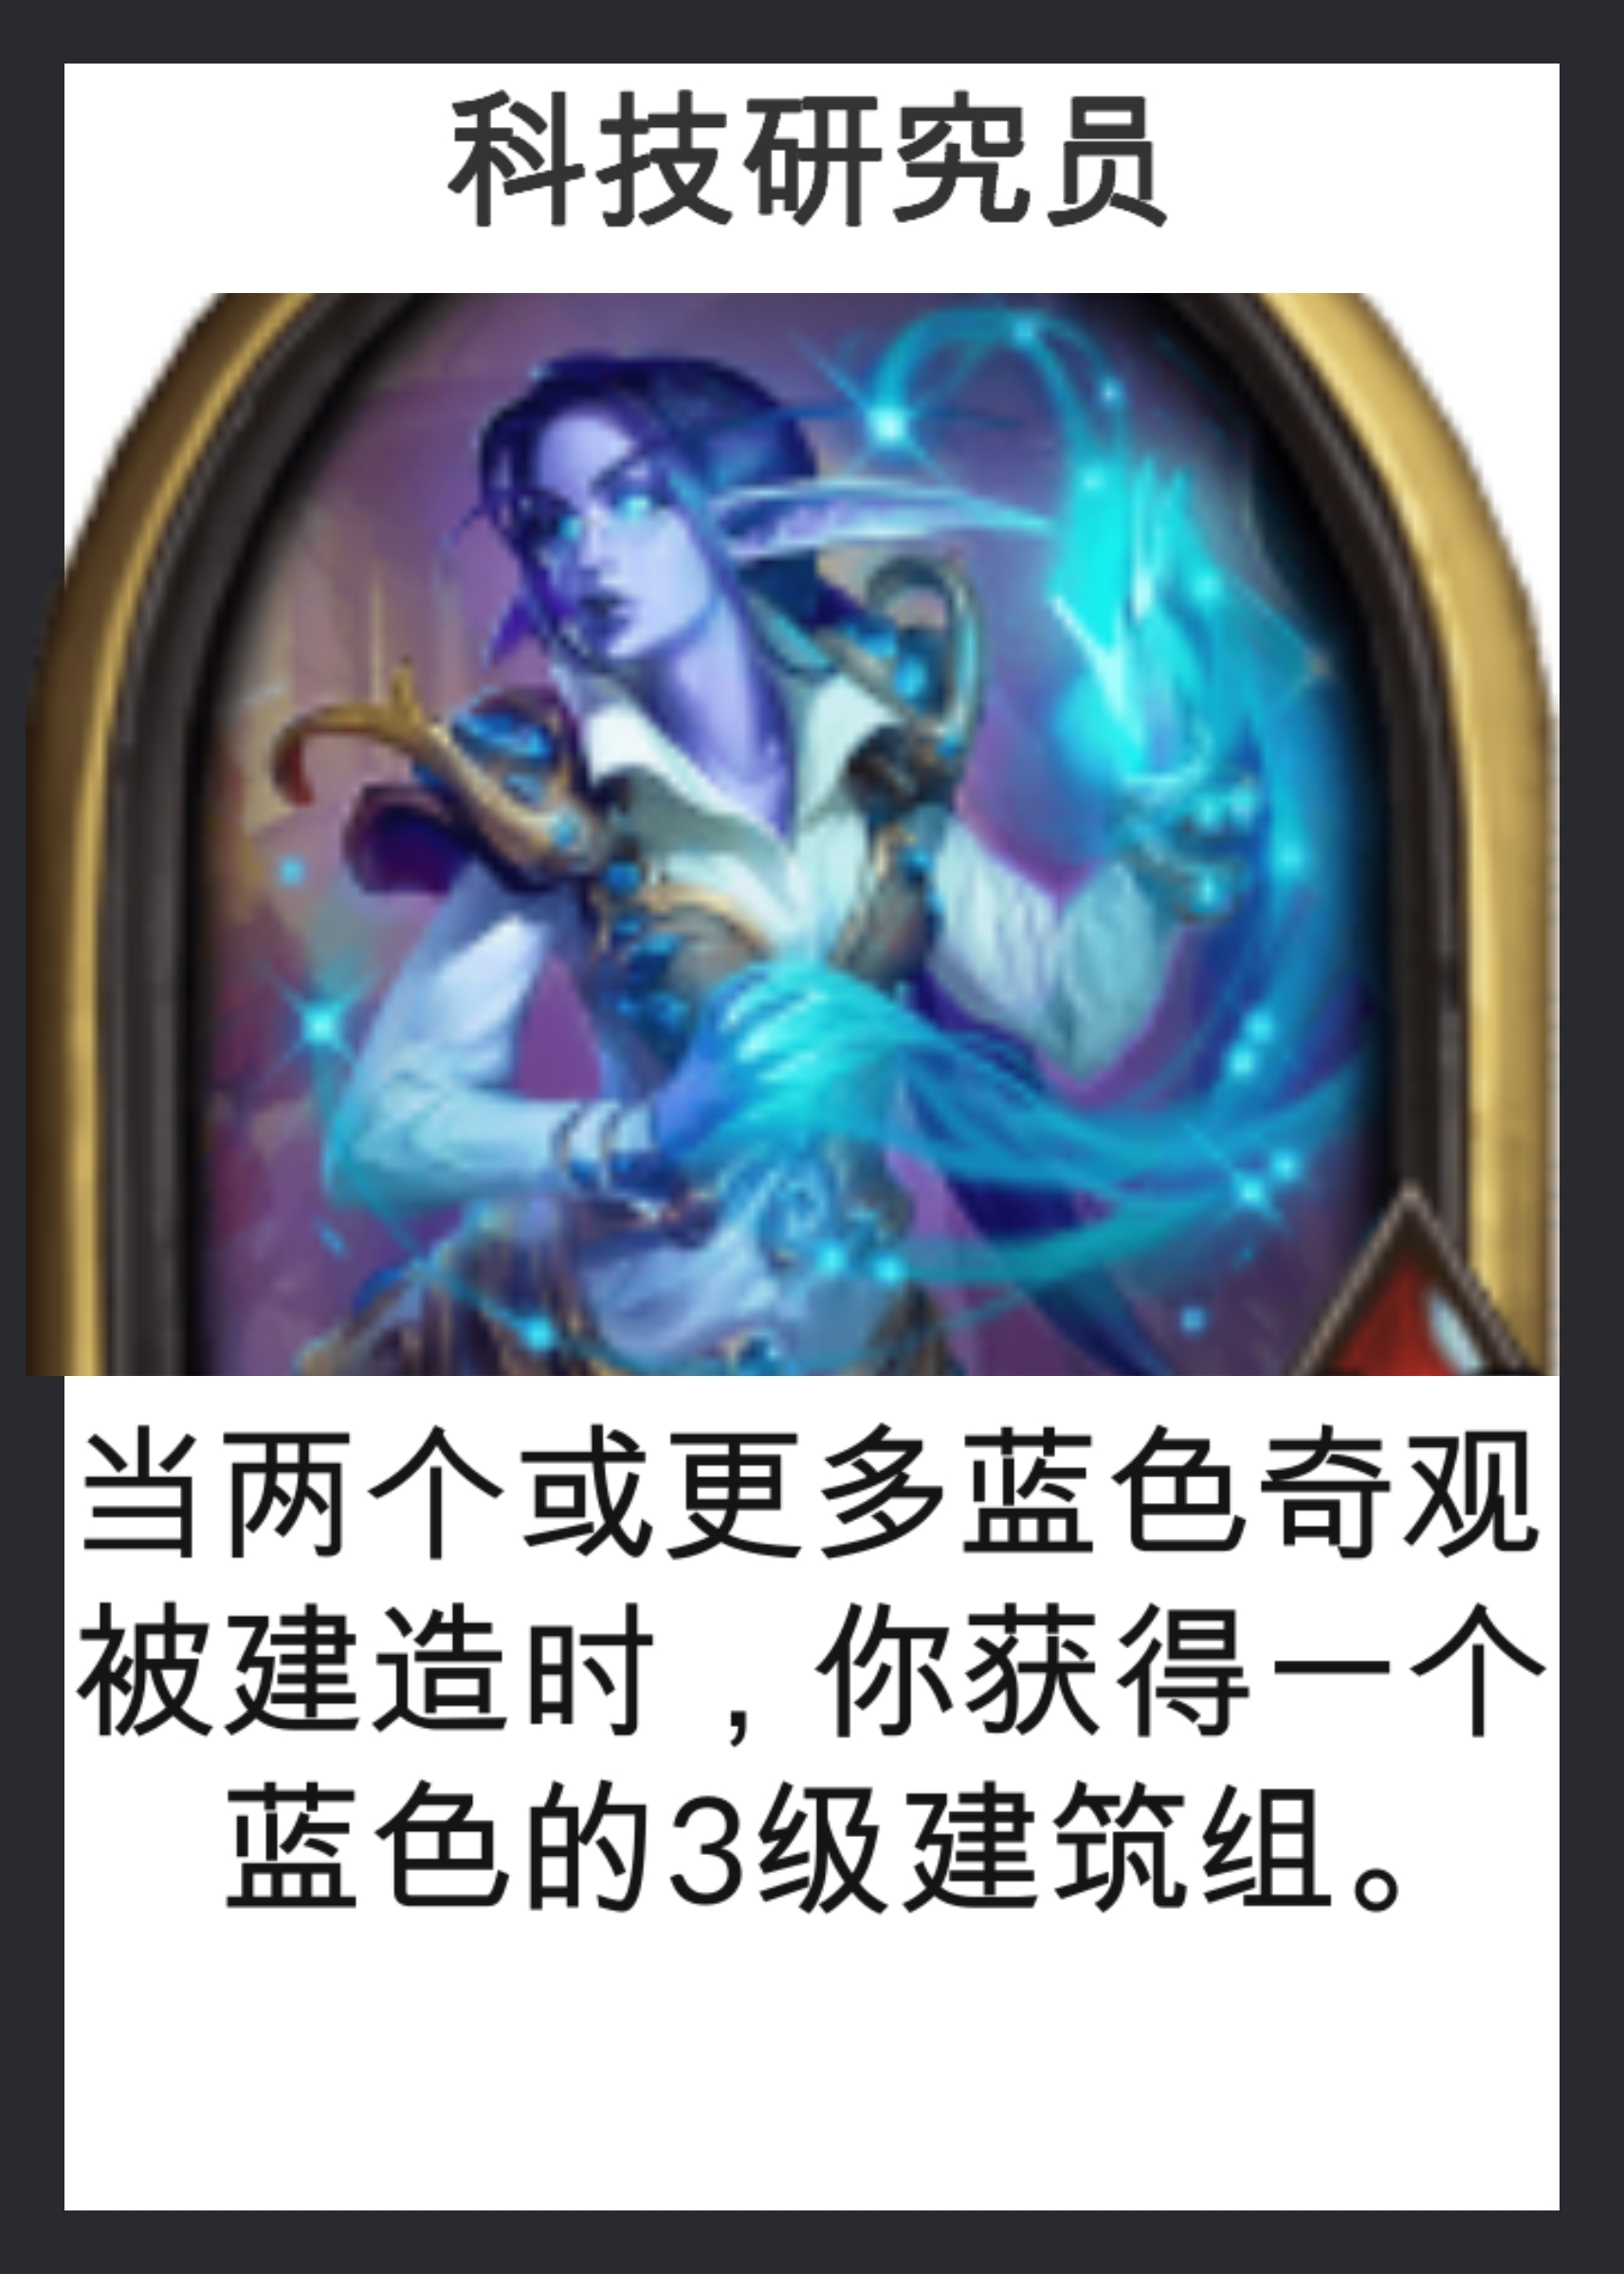 科技研究员
当两个或更多蓝色奇观
被建造时，你获得一个
蓝色的3级建筑组。